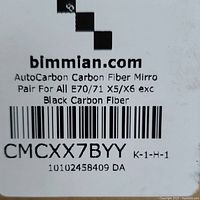 bimmian.com
AutoCarbon Carbon Fiber Mirro
Pair For All E70/71 X5/X6 exc
Black Carbon Fiber
CMCXX7BYY K-1-H-1
10102458409 DA